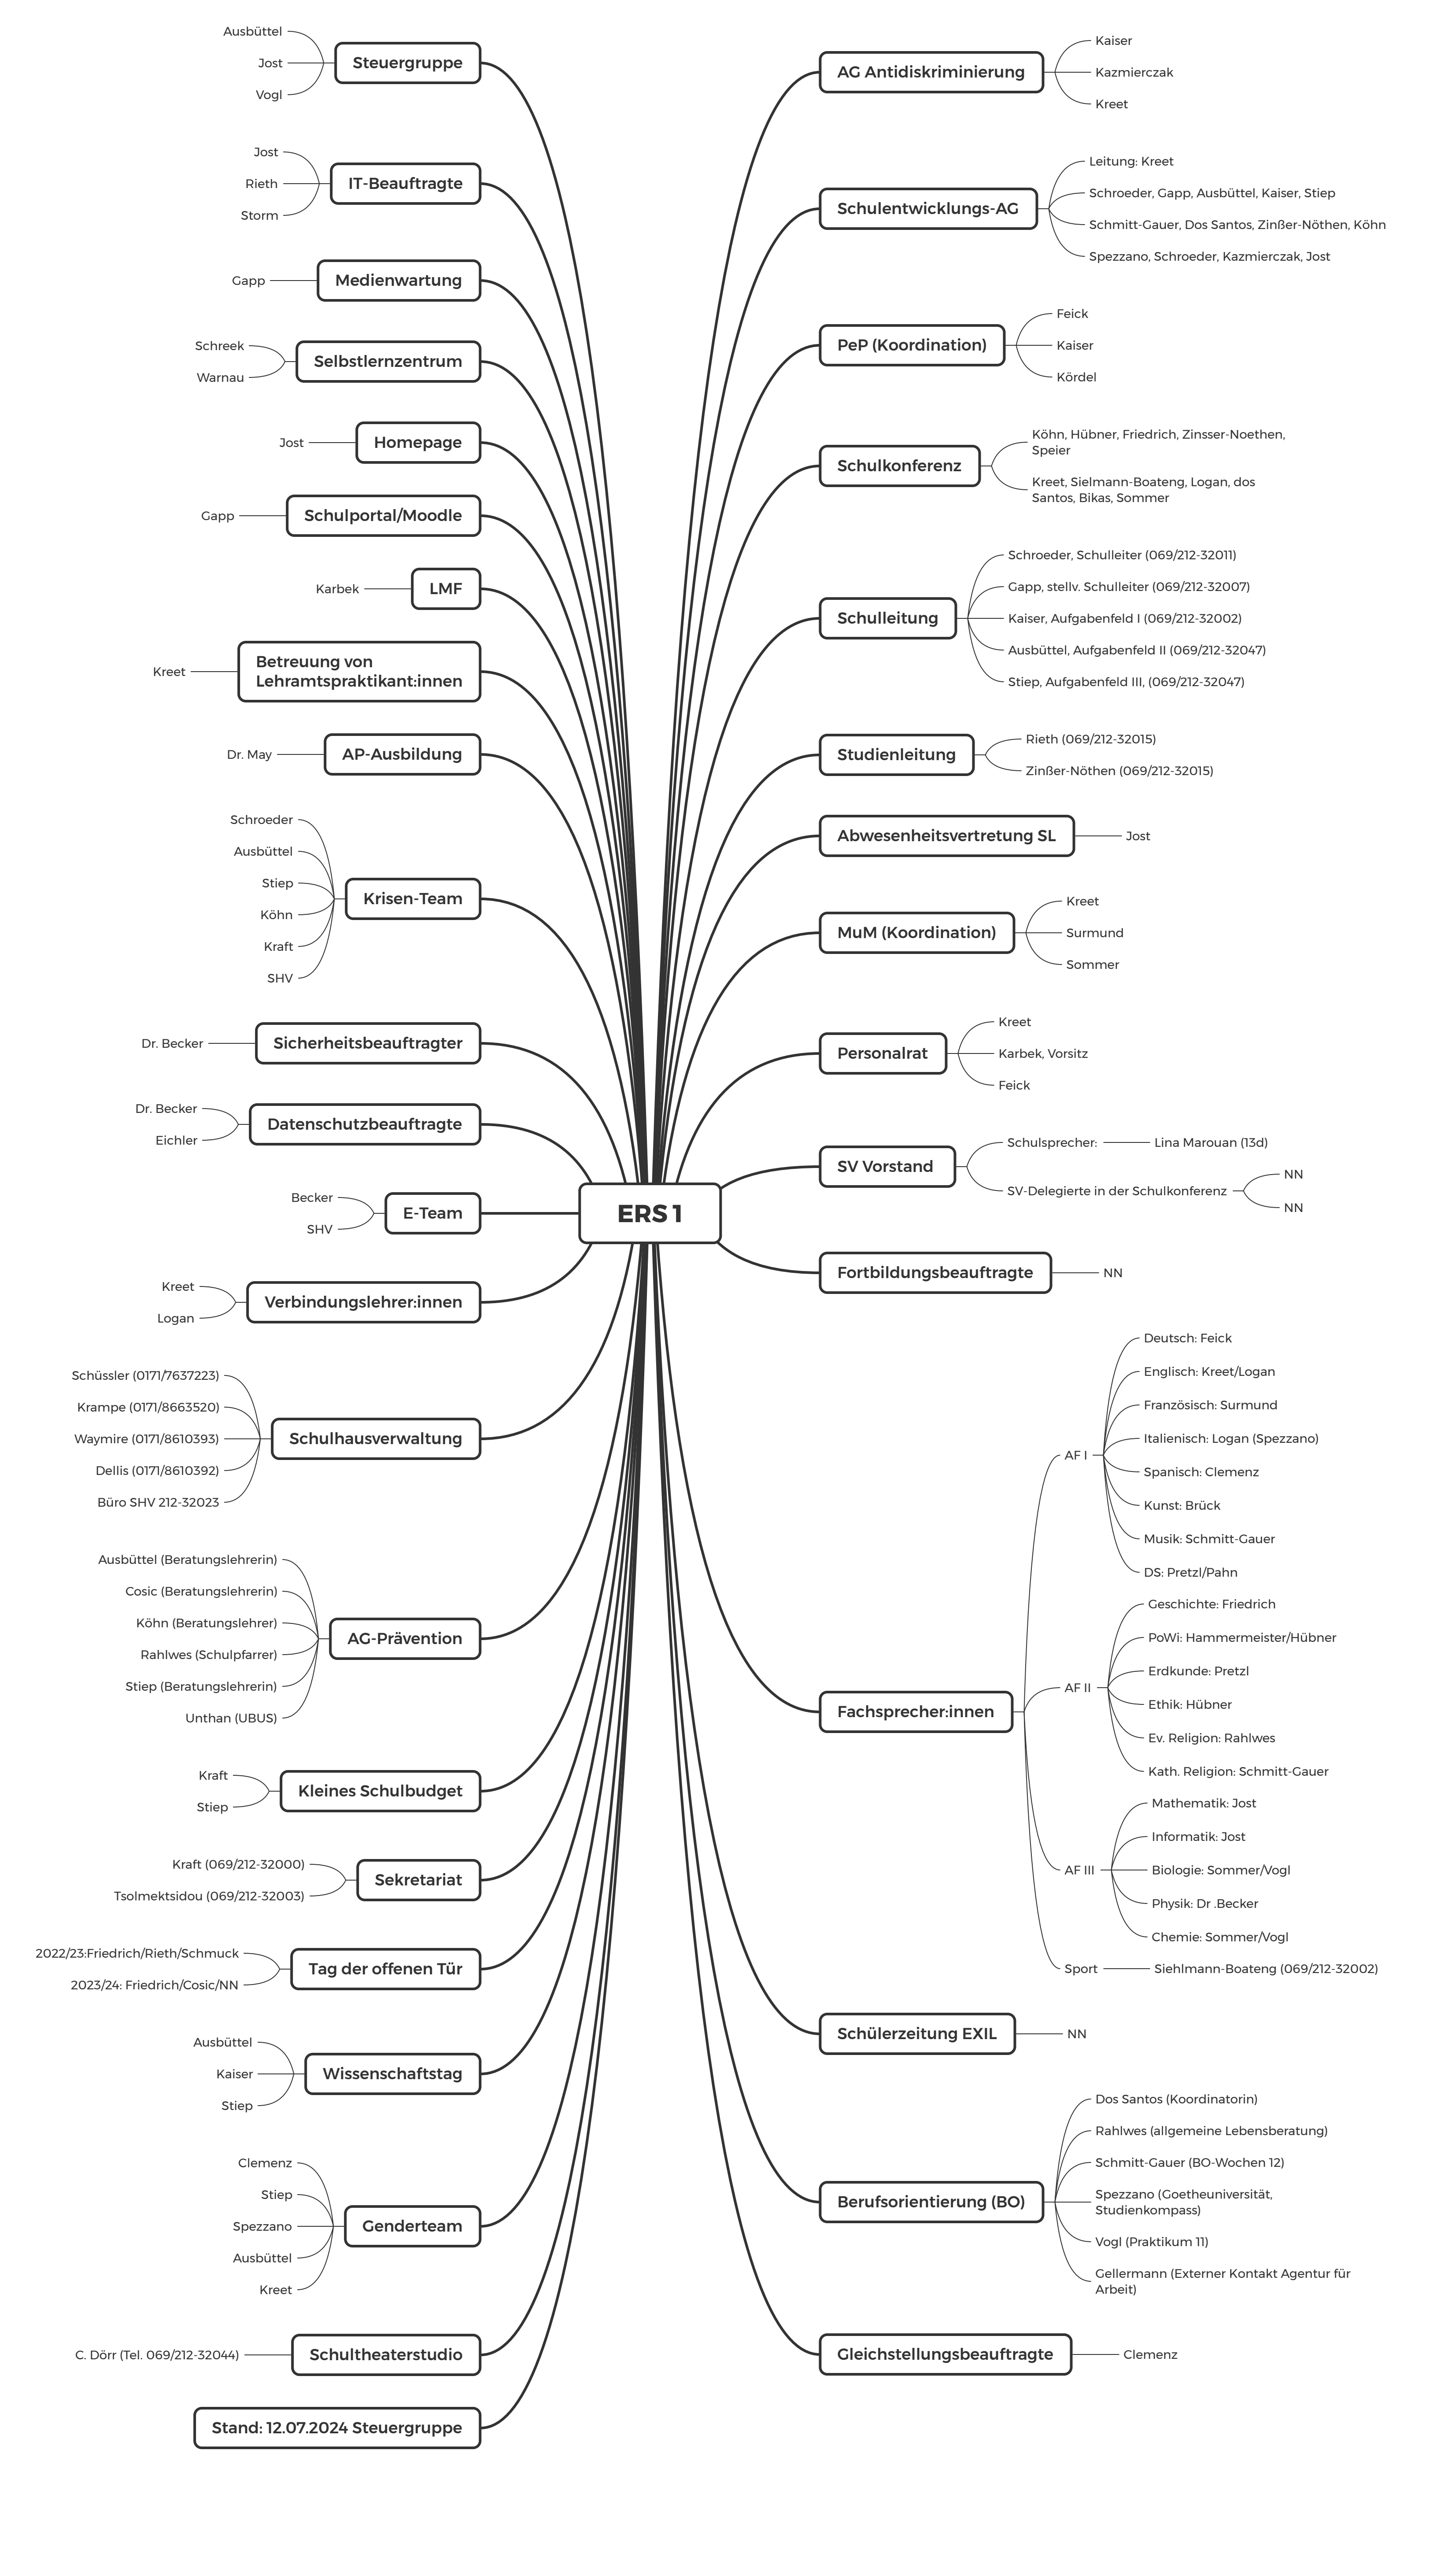 Ausbüttel
Jost
Vogl
Steuergruppe
Jost
Rieth
Storm
IT-Beauftragte
Gapp
Medienwartung
Schreek
Warnau
Selbstlernzentrum
Jost
Homepage
Gapp
Schulportal/Moodle
Karbek
LMF
Kreet
Betreuung von
Lehramtspraktikant:innen
Dr. May
AP-Ausbildung
Schroeder
Ausbüttel
Stiep
Köhn
Kraft
SHV
Krisen-Team
Dr. Becker
Sicherheitsbeauftragter
Dr. Becker
Eichler
Datenschutzbeauftragte
Becker
SHV
E-Team
Kreet
Logan
Verbindungslehrer:innen
Schüssler (0171/7637223)
Krampe (0171/8663520)
Waymire (0171/8610393)
Dellis (0171/8610392)
Büro SHV 212-32023
Schulhausverwaltung
Ausbüttel (Beratungslehrerin)
Cosic (Beratungslehrerin)
Köhn (Beratungslehrer)
Rahlwes (Schulpfarrer)
Stiep (Beratungslehrerin)
Unthan (UBUS)
AG-Prävention
Kraft
Stiep
Kleines Schulbudget
Kraft (069/212-32000)
Tsolmektsidou (069/212-32003)
Sekretariat
2022/23:Friedrich/Rieth/Schmuck
2023/24: Friedrich/Cosic/NN
Tag der offenen Tür
Ausbüttel
Kaiser
Stiep
Wissenschaftstag
Clemenz
Stiep
Spezzano
Ausbüttel
Kreet
Genderteam
C. Dörr (Tel. 069/212-32044)
Schultheaterstudio
Stand: 12.07.2024 Steuergruppe
ERS 1
AG Antidiskriminierung
Kaiser
Kazmierczak
Kreet
Schulentwicklungs-AG
Leitung: Kreet
Schroeder, Gapp, Ausbüttel, Kaiser, Stiep
Schmitt-Gauer, Dos Santos, Zinßer-Nöthen, Köhn
Spezzano, Schroeder, Kazmierczak, Jost
PeP (Koordination)
Feick
Kaiser
Kördel
Schulkonferenz
Köhn, Hübner, Friedrich, Zinsser-Noethen,
Speier
Kreet, Sielmann-Boateng, Logan, dos
Santos, Bikas, Sommer
Schulleitung
Schroeder, Schulleiter (069/212-32011)
Gapp, stellv. Schulleiter (069/212-32007)
Kaiser, Aufgabenfeld I (069/212-32002)
Ausbüttel, Aufgabenfeld II (069/212-32047)
Stiep, Aufgabenfeld III, (069/212-32047)
Studienleitung
Rieth (069/212-32015)
Zinßer-Nöthen (069/212-32015)
Abwesenheitsvertretung SL
Jost
MuM (Koordination)
Kreet
Surmund
Sommer
Personalrat
Kreet
Karbek, Vorsitz
Feick
SV Vorstand
Schulsprecher:
Lina Marouan (13d)
SV-Delegierte in der Schulkonferenz
NN
NN
Fortbildungsbeauftragte
NN
Fachsprecher:innen
AF I
Deutsch: Feick
Englisch: Kreet/Logan
Französisch: Surmund
Italienisch: Logan (Spezzano)
Spanisch: Clemenz
Kunst: Brück
Musik: Schmitt-Gauer
DS: Pretzl/Pahn
AF II
Geschichte: Friedrich
PoWi: Hammermeister/Hübner
Erdkunde: Pretzl
Ethik: Hübner
Ev. Religion: Rahlwes
Kath. Religion: Schmitt-Gauer
AF III
Mathematik: Jost
Informatik: Jost
Biologie: Sommer/Vogl
Physik: Dr .Becker
Chemie: Sommer/Vogl
Sport
Siehlmann-Boateng (069/212-32002)
Schülerzeitung EXIL
NN
Berufsorientierung (BO)
Dos Santos (Koordinatorin)
Rahlwes (allgemeine Lebensberatung)
Schmitt-Gauer (BO-Wochen 12)
Spezzano (Goetheuniversität,
Studienkompass)
Vogl (Praktikum 11)
Gellermann (Externer Kontakt Agentur für
Arbeit)
Gleichstellungsbeauftragte
Clemenz